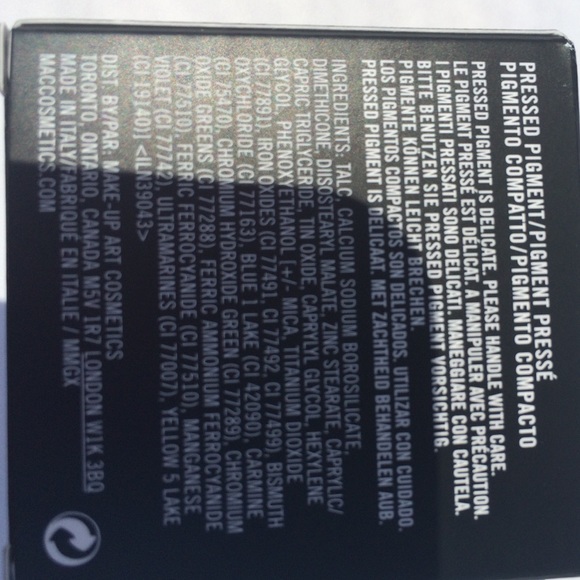 PRESSED PIGMENT/PIGMENT PRESSÉ
PIGMENTO COMPATTO/PIGMENTO COMPACTO
PRESSED PIGMENT IS DELICATE. PLEASE HANDLE WITH CARE.
LE PIGMENT PRESSÉ EST DÉLICAT. A MANIPULER AVEC PRÉCAUTION.
I PIGMENTI PRESSATI SONO DELICATI. MANEGGIARE CON CAUTELA.
BITTE BENUTZEN SIE PRESSED PIGMENT VORSICHTIG.
PIGMENTE KÖNNEN LEICHT BRECHEN.
LOS PIGMENTOS COMPACTOS SON DELICADOS. UTILIZAR CON CUIDADO.
PRESSED PIGMENT IS DELICAAT. MET ZACHTHEID BEHANDELEN AUB.
INGREDIENTS: TALC, CALCIUM SODIUM BOROSILICATE,
DIMETHICONE, DIISOSTEARYL MALATE, ZINC STEARATE, CAPRYLIC/
CAPRIC TRIGLYCERIDE, TIN OXIDE, CAPRYLYL GLYCOL, HEXYLENE
GLYCOL, PHENOXYETHANOL [+/- MICA, TITANIUM DIOXIDE
(CI 77891), IRON OXIDES (CI 77491, CI 77492, CI 77499), BISMUTH
OXYCHLORIDE (CI 77163), BLUE 1 LAKE (CI 42090), CARMINE
(CI 75470), CHROMIUM HYDROXIDE GREEN (CI 77289), CHROMIUM
OXIDE GREENS (CI 77288), FERRIC AMMONIUM FERROCYANIDE
(CI 77510), FERRIC FERROCYANIDE (CI 77510), MANGANESE
VIOLET (CI 77742), ULTRAMARINES (CI 77007), YELLOW 5 LAKE
(CI 19140)] <ILN39043>
DIST. BY/PAR. MAKE-UP ART COSMETICS
TORONTO, ONTARIO, CANADA M5V 1R7 LONDON W1K 3BQ
MADE IN ITALY/FABRIQUÉ EN ITALIE / MMGX
MACCOSMETICS.COM